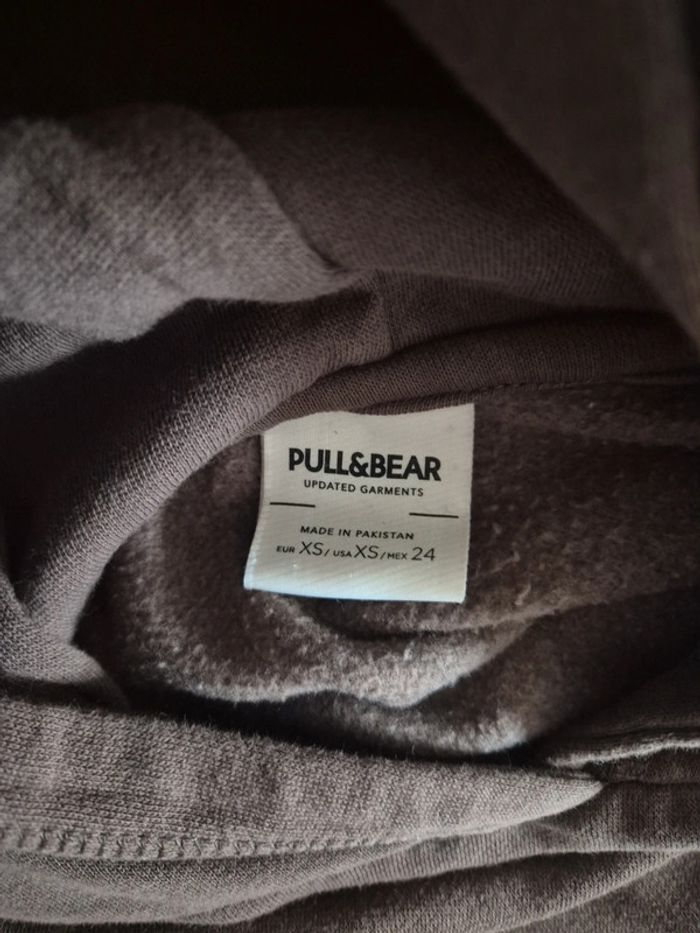 PULL&BEAR
UPDATED GARMENTS
MADE IN PAKISTAN
EUR XS/ USA XS/ MEX 24